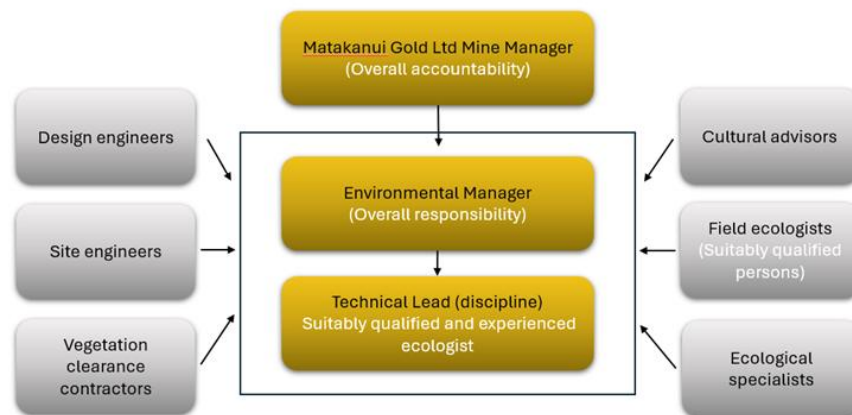 Matakanui Gold Ltd Mine Manager
(Overall accountability)
Design engineers
Cultural advisors
Environmental Manager
(Overall responsibility)
Site engineers
Field ecologists
(Suitably qualified
persons)
Technical Lead (discipline)
Suitably qualified and experienced
ecologist
Vegetation
clearance
contractors
Ecological
specialists